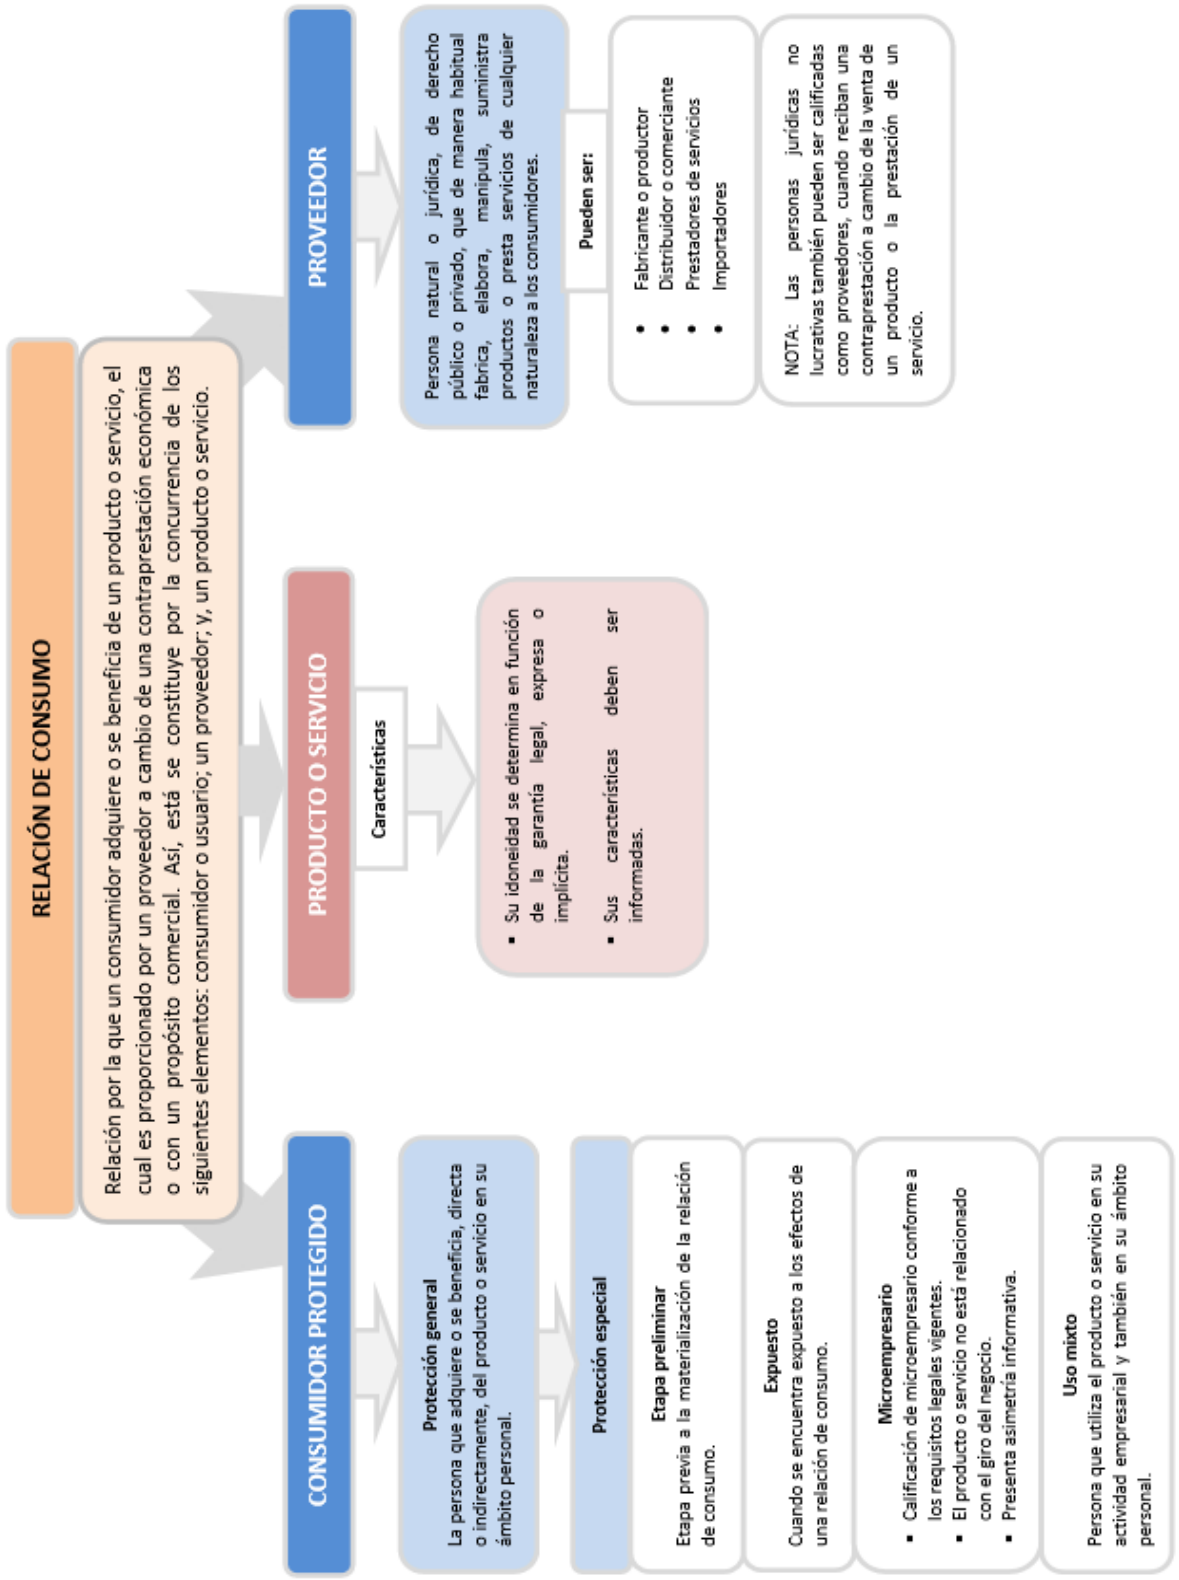 RELACIÓN DE CONSUMO
Relación por la que un consumidor adquiere o se beneficia de un producto o servicio, el
cual es proporcionado por un proveedor a cambio de una contraprestación económica
o con un propósito comercial. Así, está se constituye por la concurrencia de los
siguientes elementos: consumidor o usuario; un proveedor; y, un producto o servicio.
CONSUMIDOR PROTEGIDO
Protección general
La persona que adquiere o se beneficia, directa
o indirectamente, del producto o servicio en su
ámbito personal.
Protección especial
Etapa preliminar
Etapa previa a la materialización de la relación
de consumo.
Expuesto
Cuando se encuentra expuesto a los efectos de
una relación de consumo.
Microempresario
▪ Calificación de microempresario conforme a
los requisitos legales vigentes.
▪ El producto o servicio no está relacionado
con el giro del negocio.
▪ Presenta asimetría informativa.
Uso mixto
Persona que utiliza el producto o servicio en su
actividad empresarial y también en su ámbito
personal.
PRODUCTO O SERVICIO
Características
▪ Su idoneidad se determina en función
de la garantía legal, expresa o
implícita.
▪ Sus características deben ser
informadas.
PROVEEDOR
Persona natural o jurídica, de derecho
público o privado, que de manera habitual
fabrica, elabora, manipula, suministra
productos o presta servicios de cualquier
naturaleza a los consumidores.
Pueden ser:
• Fabricante o productor
• Distribuidor o comerciante
• Prestadores de servicios
• Importadores
NOTA: Las personas jurídicas no
lucrativas también pueden ser calificadas
como proveedores, cuando reciban una
contraprestación a cambio de la venta de
un producto o la prestación de un
servicio.